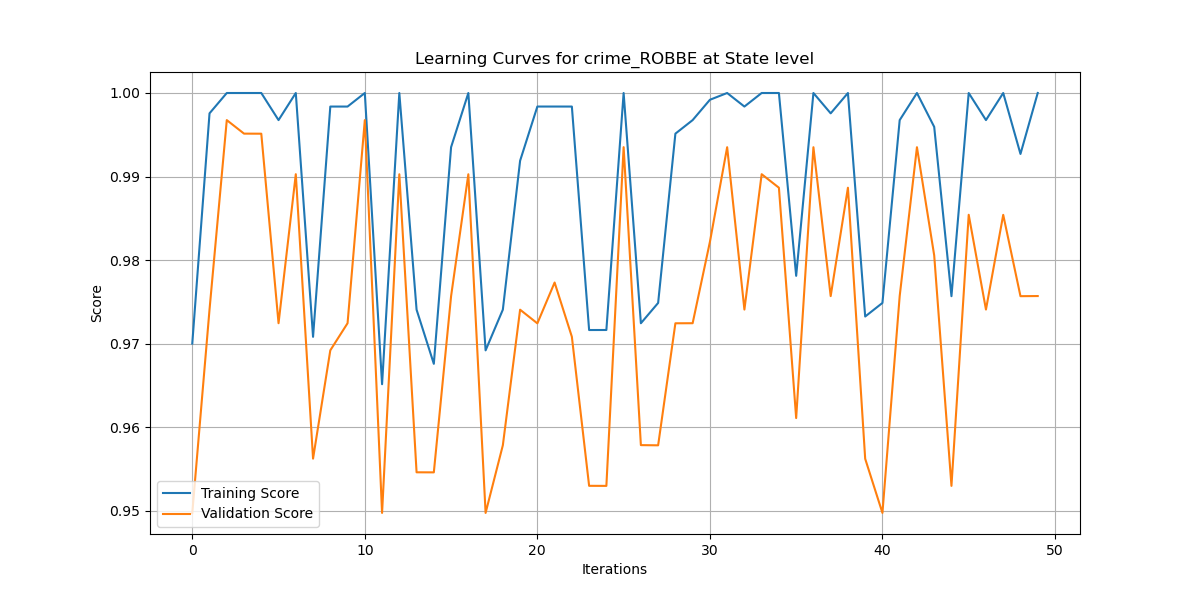 Learning Curves for crime_ROBBE at State level
1.00
0.99
0.98
0.97
0.96
0.95
Score
Training Score
Validation Score
0
10
20
30
40
50
Iterations